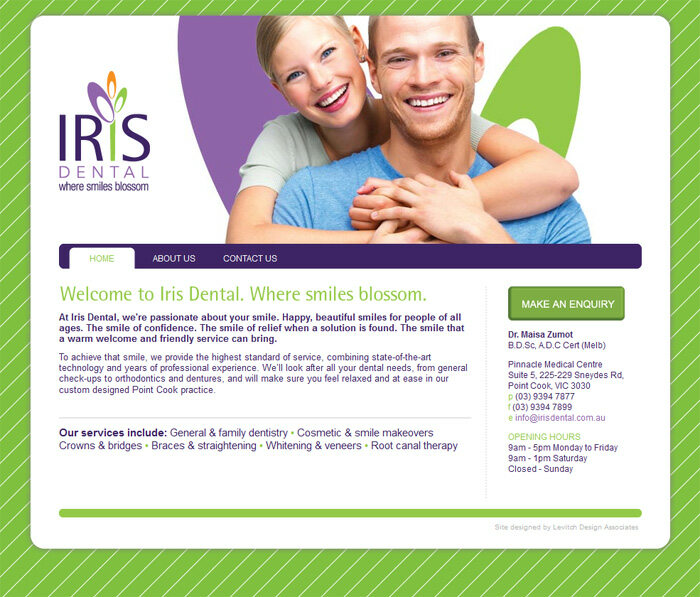 IRIS
DENTAL
where smiles blossom
HOME
ABOUT US
CONTACT US
Welcome to Iris Dental. Where smiles blossom.
At Iris Dental, we're passionate about your smile. Happy, beautiful smiles for people of all
ages. The smile of confidence. The smile of relief when a solution is found. The smile that
a warm welcome and friendly service can bring.
To achieve that smile, we provide the highest standard of service, combining state-of-the-art
technology and years of professional experience. We'll look after all your dental needs, from general
check-ups to orthodontics and dentures, and will make sure you feel relaxed and at ease in our
custom designed Point Cook practice.
Our services include: General & family dentistry • Cosmetic & smile makeovers
Crowns & bridges • Braces & straightening • Whitening & veneers • Root canal therapy
MAKE AN ENQUIRY
Dr. Maisa Zumot
B.D.Sc, A.D.C Cert (Melb)
Pinnacle Medical Centre
Suite 5, 225-229 Sneydes Rd,
Point Cook, VIC 3030
p (03) 9394 7877
f (03) 9394 7899
e info@irisdental.com.au
OPENING HOURS
9am - 5pm Monday to Friday
9am - 1pm Saturday
Closed - Sunday
Site designed by Levitch Design Associates